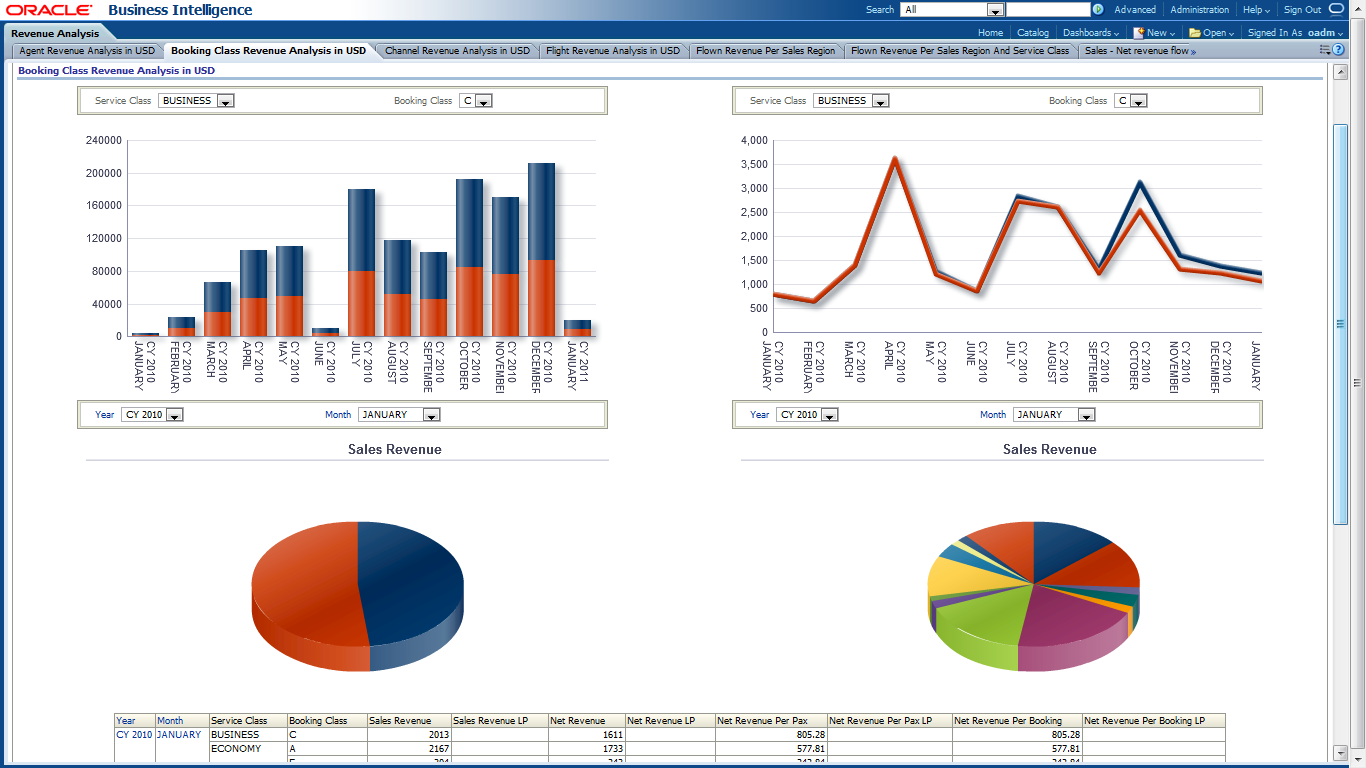 ORACLE Business Intelligence Search All Advanced Administration Help Sign Out
Revenue Analysis Home Catalog Dashboards New Open Signed In As oadm
Agent Revenue Analysis in USD Booking Class Revenue Analysis in USD Channel Revenue Analysis in USD Flight Revenue Analysis in USD Flown Revenue Per Sales Region Flown Revenue Per Sales Region And Service Class Sales - Net revenue flow »
Booking Class Revenue Analysis in USD
Service Class BUSINESS Booking Class C
240000
200000
160000
120000
80000
40000
0
CY 2010 JANUARY
CY 2010 FEBRUARY
CY 2010 MARCH
CY 2010 APRIL
CY 2010 MAY
CY 2010 JUNE
CY 2010 JULY
CY 2010 AUGUST
CY 2010 SEPTEMBE
CY 2010 OCTOBER
CY 2010 NOVEMBER
CY 2010 DECEMBER
CY 2011 JANUARY
Service Class BUSINESS Booking Class C
4,000
3,500
3,000
2,500
2,000
1,500
1,000
500
0
CY 2010 JANUARY
CY 2010 FEBRUARY
CY 2010 MARCH
CY 2010 APRIL
CY 2010 MAY
CY 2010 JUNE
CY 2010 JULY
CY 2010 AUGUST
CY 2010 SEPTEMBE
CY 2010 OCTOBER
CY 2010 NOVEMBER
CY 2010 DECEMBER
JANUARY
Year CY 2010 Month JANUARY
Sales Revenue
Year CY 2010 Month JANUARY
Sales Revenue
Year Month Service Class Booking Class Sales Revenue Sales Revenue LP Net Revenue Net Revenue LP Net Revenue Per Pax Net Revenue Per Pax LP Net Revenue Per Booking Net Revenue Per Booking LP
CY 2010 JANUARY BUSINESS C 2013 1611 805.28 805.28
ECONOMY A 2167 1733 577.81 577.81